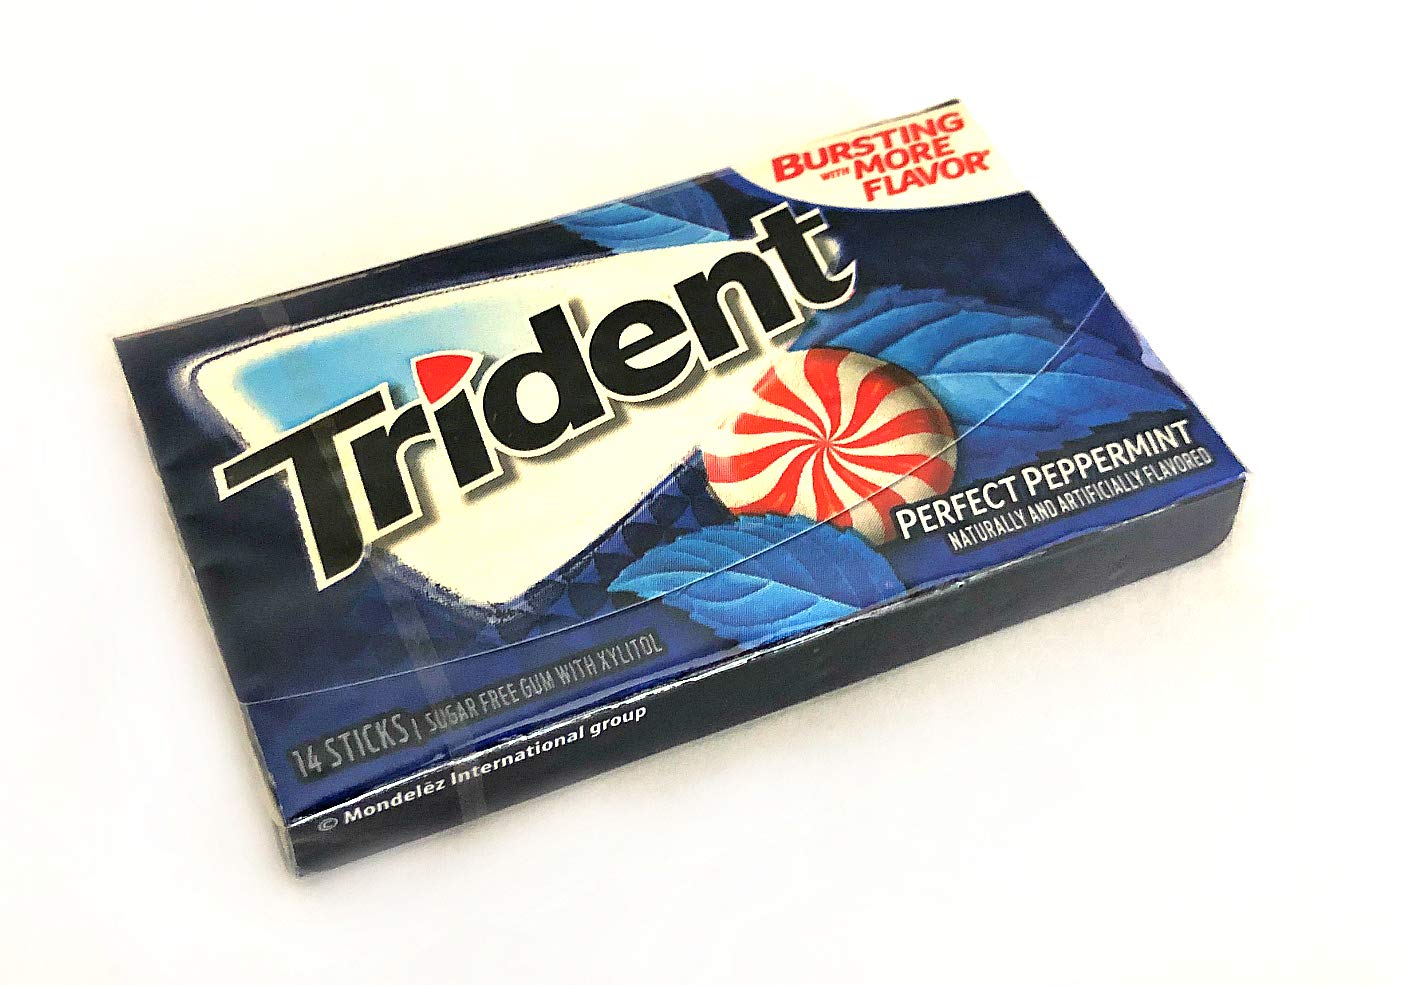 BURSTING
WITH MORE
FLAVOR
Trident
PERFECT PEPPERMINT
NATURALLY AND ARTIFICIALLY FLAVORED
14 STICKS | SUGAR FREE GUM WITH XYLITOL
© Mondelēz International group